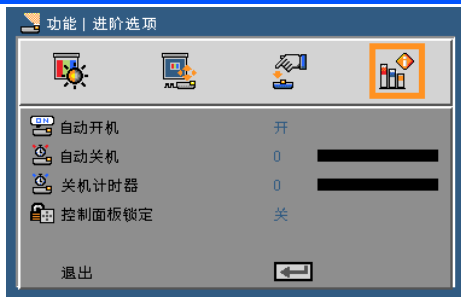 功能 | 进阶选项
ON
自动开机 开
自动关机 0
关机计时器 0
控制面板锁定 关
退出